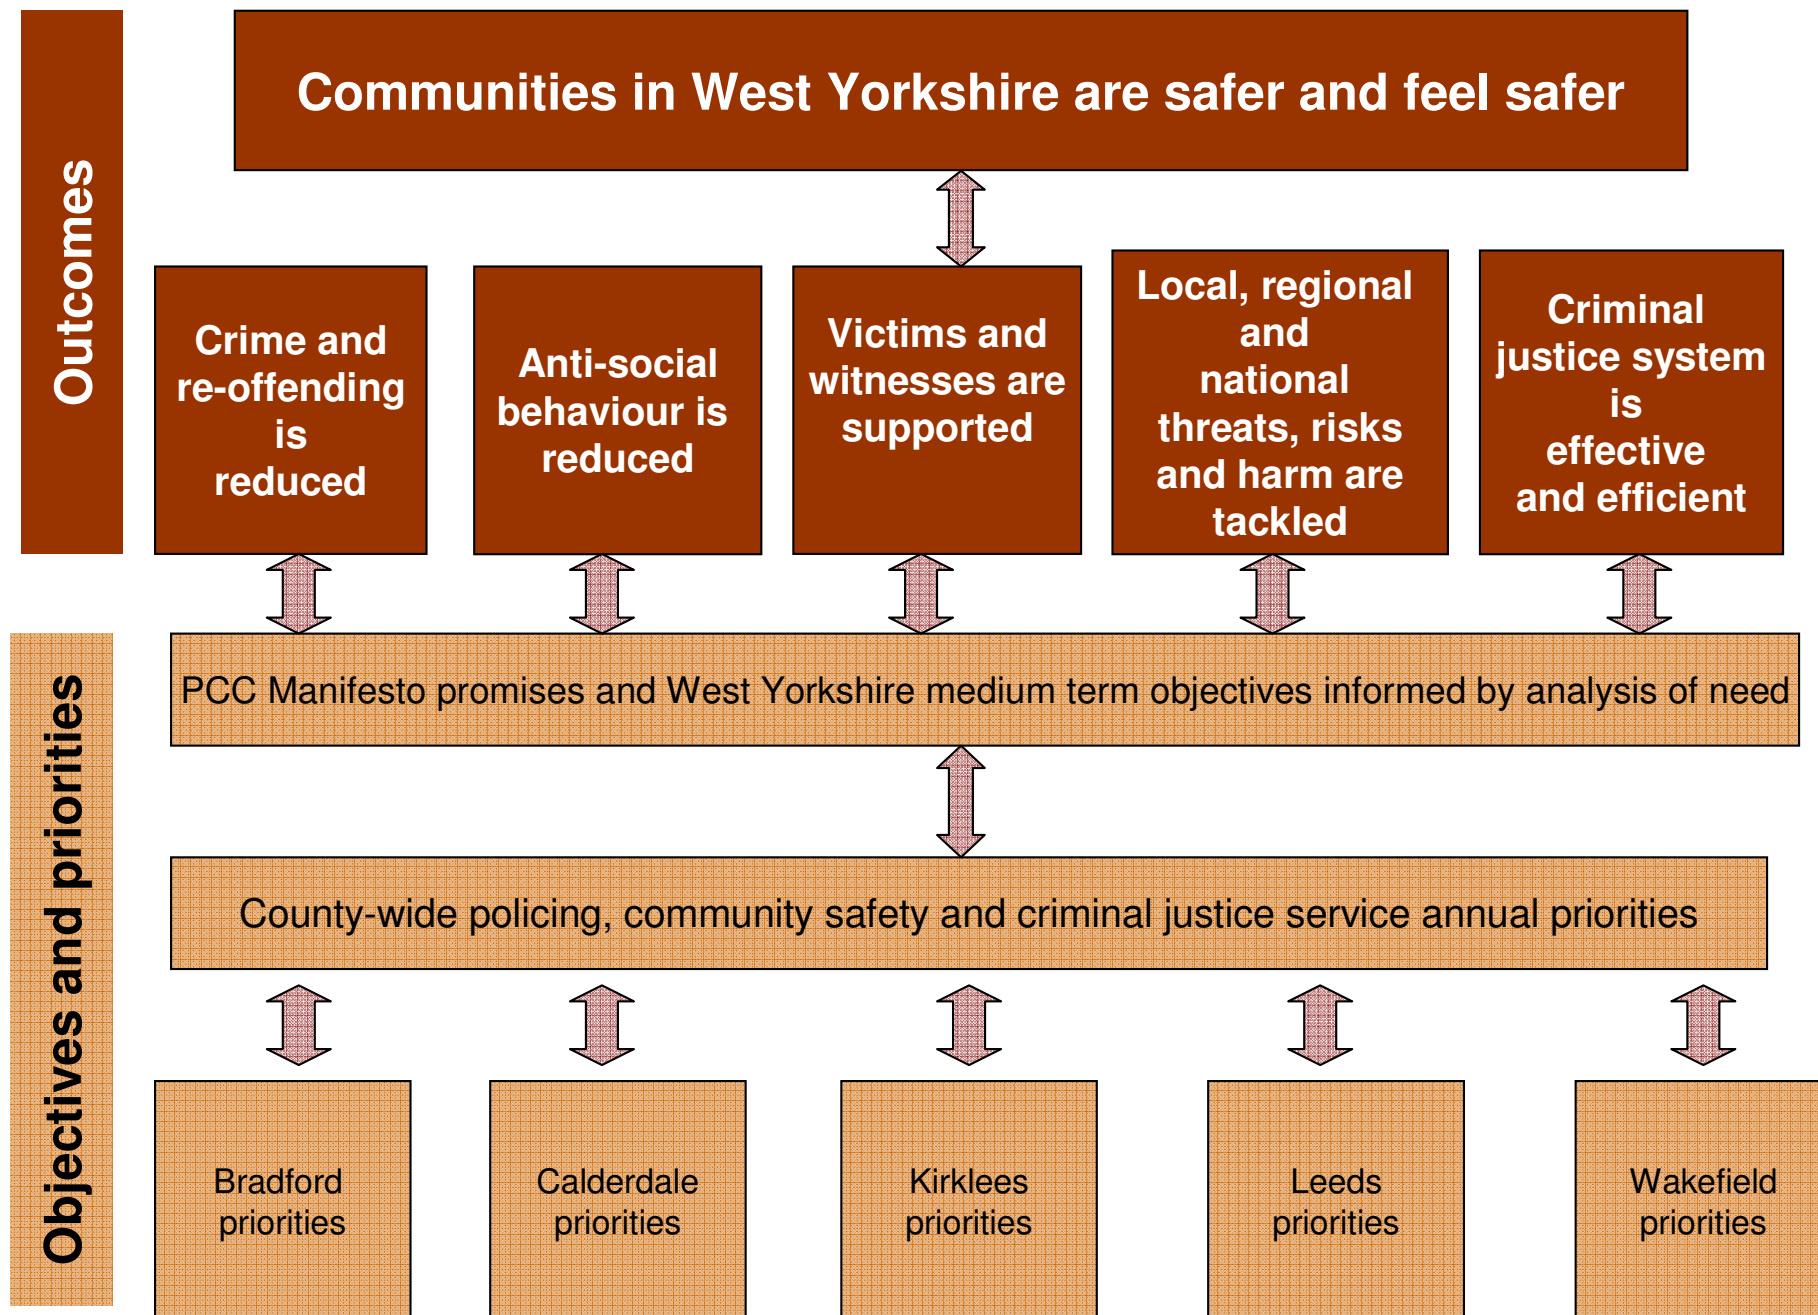 Outcomes
Communities in West Yorkshire are safer and feel safer
Crime and
re-offending
is
reduced
Anti-social
behaviour is
reduced
Victims and
witnesses are
supported
Local, regional
and
national
threats, risks
and harm are
tackled
Criminal
justice system
is
effective
and efficient
Objectives and priorities
PCC Manifesto promises and West Yorkshire medium term objectives informed by analysis of need
County-wide policing, community safety and criminal justice service annual priorities
Bradford
priorities
Calderdale
priorities
Kirklees
priorities
Leeds
priorities
Wakefield
priorities